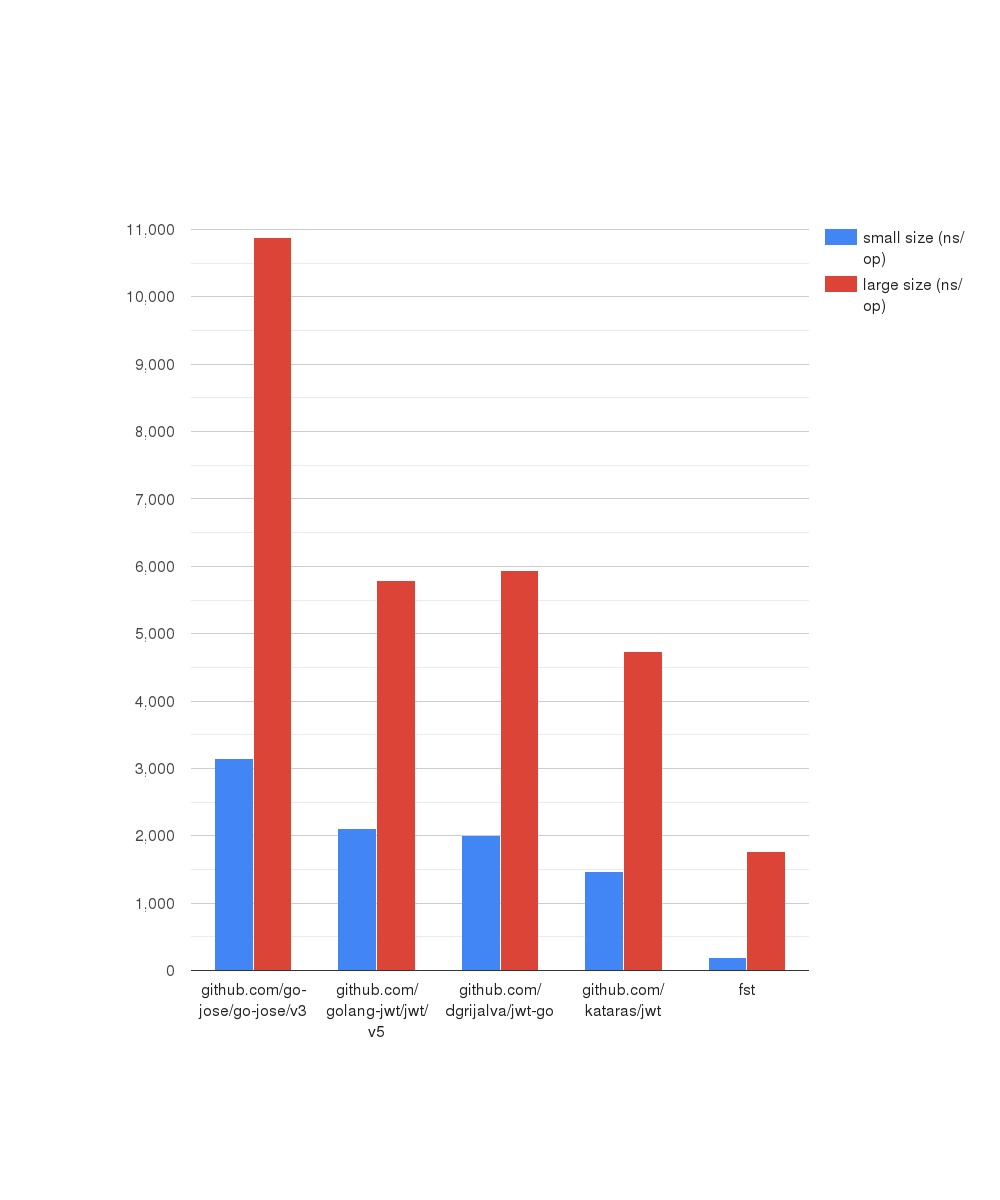 11,000
10,000
9,000
8,000
7,000
6,000
5,000
4,000
3,000
2,000
1,000
0
small size (ns/
op)
large size (ns/
op)
github.com/go-
jose/go-jose/v3
github.com/
golang-jwt/jwt/
v5
github.com/
dgrijalva/jwt-go
github.com/
kataras/jwt
fst